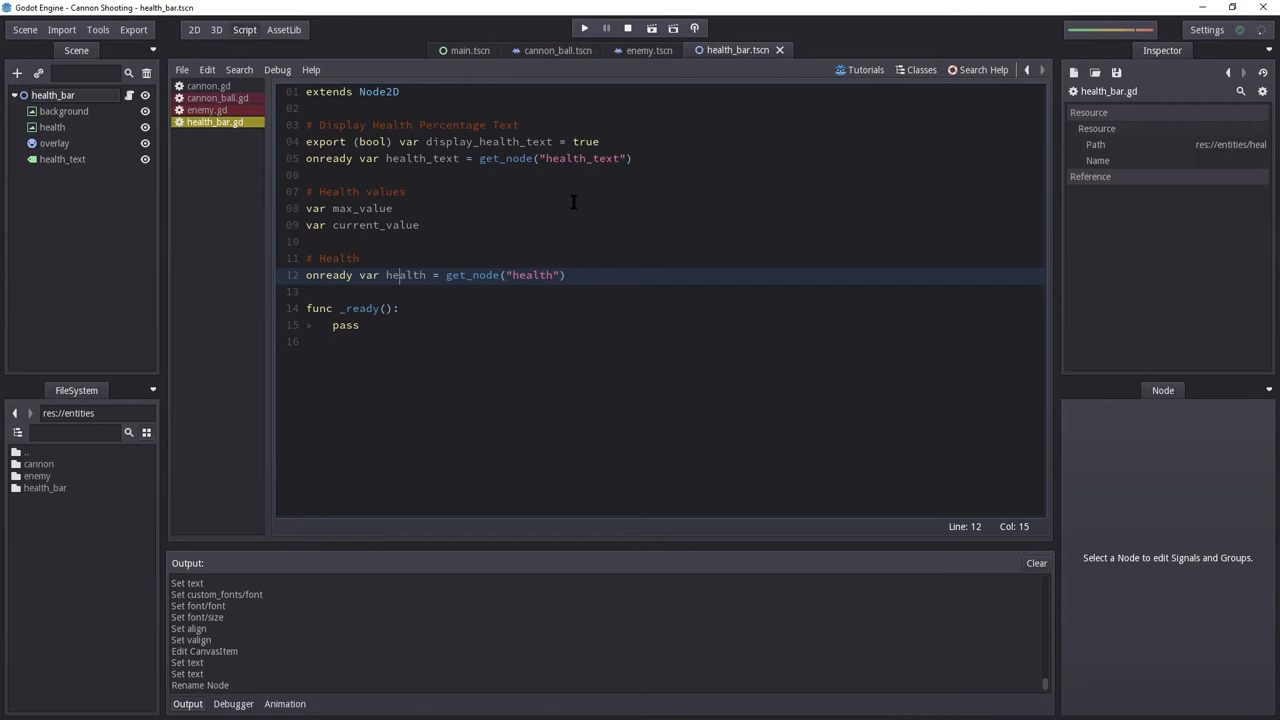 Godot Engine - Cannon Shooting - health_bar.tscn
Scene Import Tools Export
2D 3D Script AssetLib
Settings
Scene
main.tscn cannon_ball.tscn enemy.tscn health_bar.tscn
Inspector
File Edit Search Debug Help
Tutorials Classes Search Help
health_bar
background
health
overlay
health_text
cannon.gd
cannon_ball.gd
enemy.gd
health_bar.gd
01 extends Node2D
02
03 # Display Health Percentage Text
04 export (bool) var display_health_text = true
05 onready var health_text = get_node("health_text")
06
07 # Health values
08 var max_value
09 var current_value
10
11 # Health
12 onready var health = get_node("health")
13
14 func _ready():
15 » pass
16
Line: 12 Col: 15
health_bar.gd
Resource
Resource
Path res://entities/heal
Name
Reference
FileSystem
res://entities
..
cannon
enemy
health_bar
Node
Select a Node to edit Signals and Groups.
Output: Clear
Set text
Set custom_fonts/font
Set font/font
Set font/size
Set align
Set valign
Edit CanvasItem
Set text
Set text
Rename Node
Output Debugger Animation